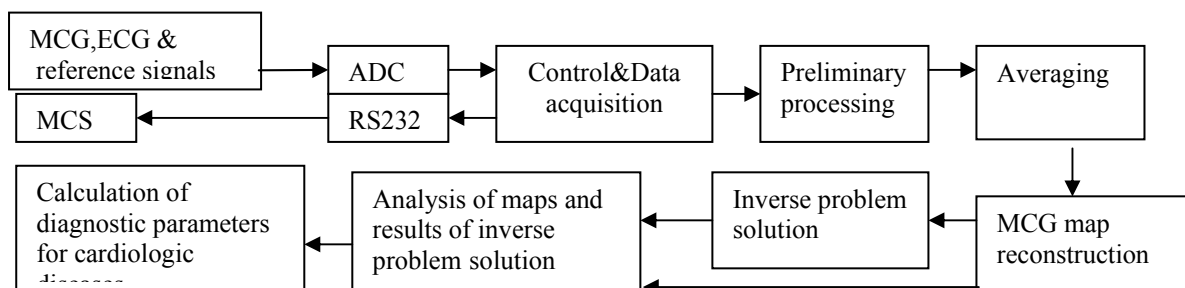 MCG,ECG &
reference signals
ADC
Control&Data
acquisition
Preliminary
processing
Averaging
MCS
RS232
Calculation of
diagnostic parameters
for cardiologic
diseases
Analysis of maps and
results of inverse
problem solution
Inverse problem
solution
MCG map
reconstruction